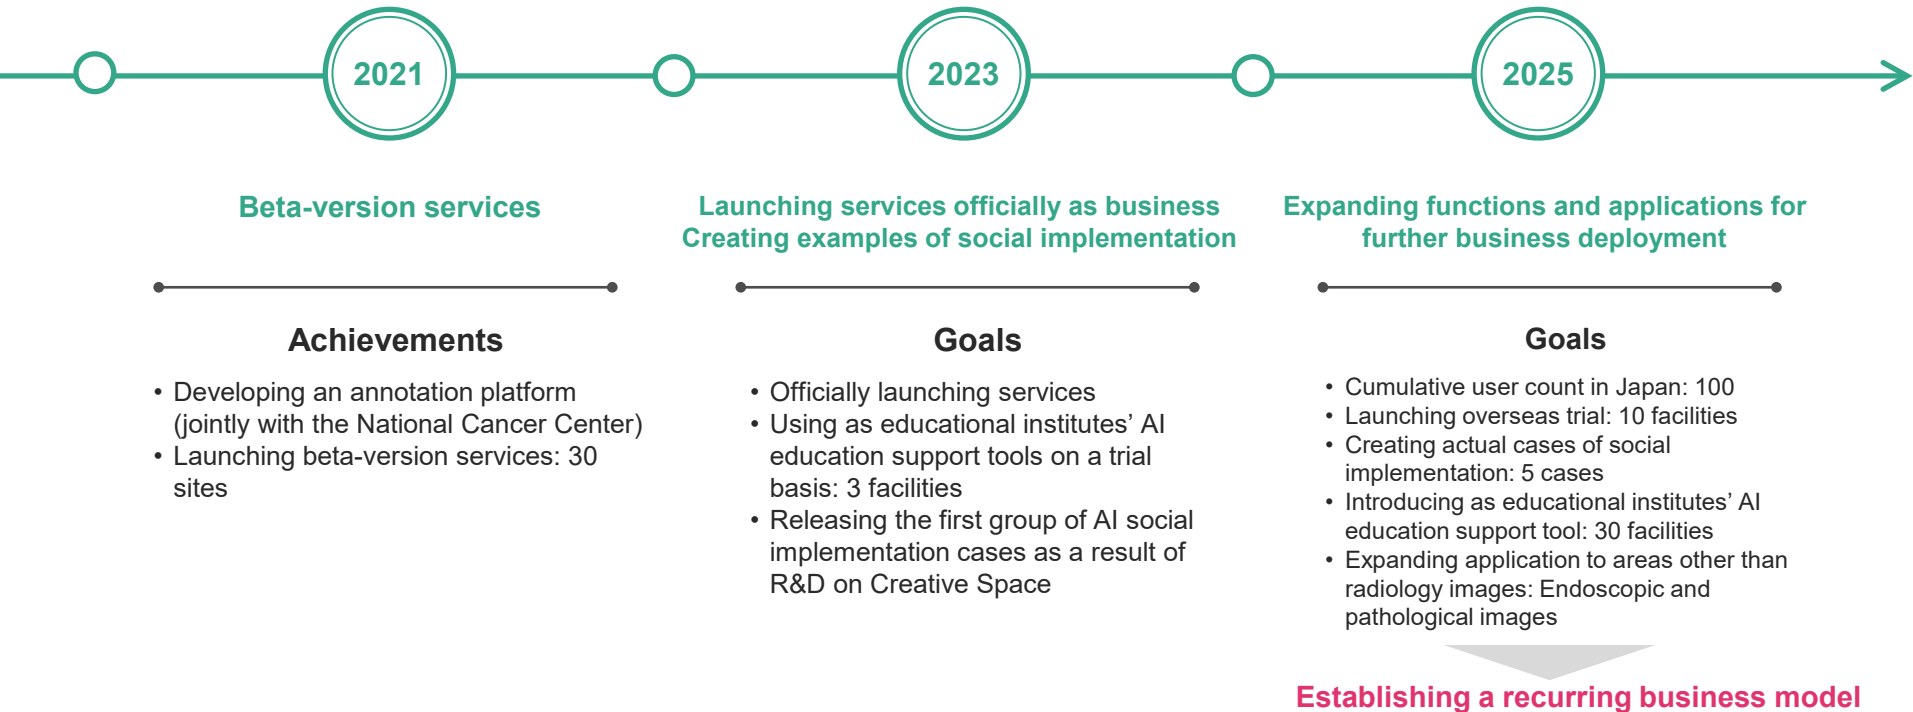 2021
2023
2025
Beta-version services
Launching services officially as business
Creating examples of social implementation
Expanding functions and applications for
further business deployment
Achievements
• Developing an annotation platform
(jointly with the National Cancer Center)
• Launching beta-version services: 30
sites
Goals
• Officially launching services
• Using as educational institutes’ AI
education support tools on a trial
basis: 3 facilities
• Releasing the first group of AI social
implementation cases as a result of
R&D on Creative Space
Goals
• Cumulative user count in Japan: 100
• Launching overseas trial: 10 facilities
• Creating actual cases of social
implementation: 5 cases
• Introducing as educational institutes’ AI
education support tool: 30 facilities
• Expanding application to areas other than
radiology images: Endoscopic and
pathological images
Establishing a recurring business model